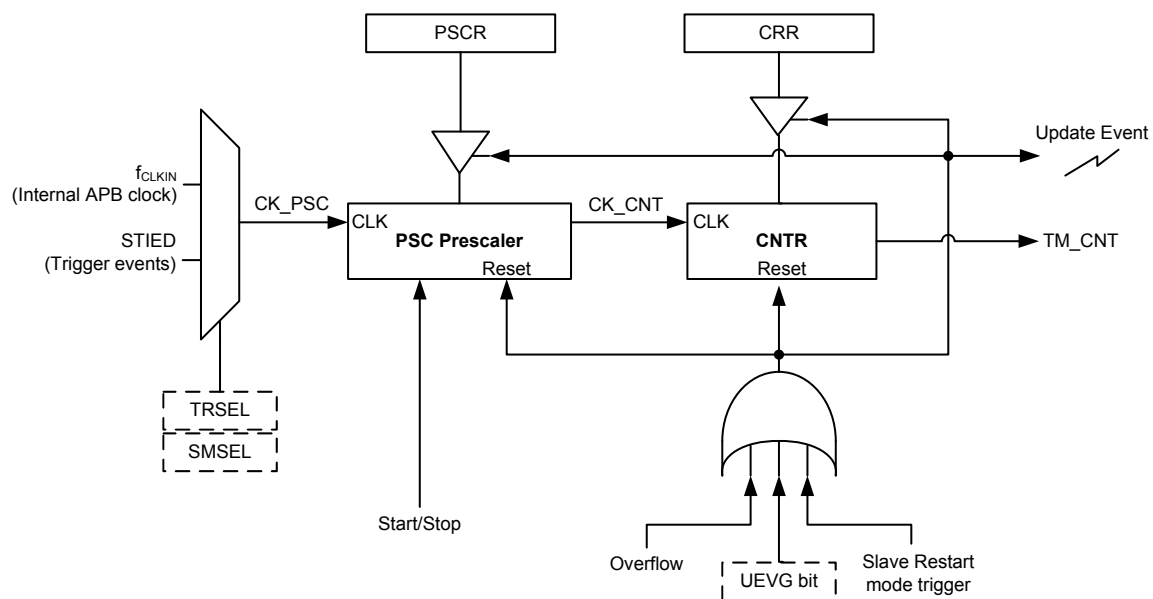 PSCR
CRR
Update Event
fCLKIN
(Internal APB clock)
CK_PSC
CK_CNT
CLK
PSC Prescaler
Reset
CLK
CNTR
Reset
TM_CNT
STIED
(Trigger events)
TRSEL
SMSEL
Start/Stop
Overflow
UEVG bit
Slave Restart
mode trigger